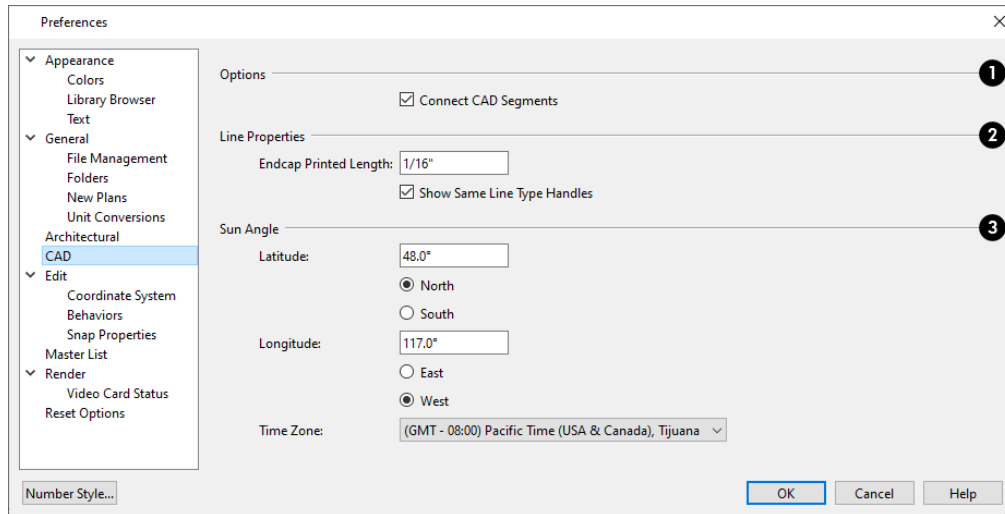 Preferences
Appearance
Colors
Library Browser
Text
General
File Management
Folders
New Plans
Unit Conversions
Architectural
CAD
Edit
Coordinate System
Behaviors
Snap Properties
Master List
Render
Video Card Status
Reset Options
Options
1
Connect CAD Segments
Line Properties
2
Endcap Printed Length: 1/16"
Show Same Line Type Handles
Sun Angle
3
Latitude: 48.0°
North
South
Longitude: 117.0°
East
West
Time Zone: (GMT - 08:00) Pacific Time (USA & Canada), Tijuana
Number Style... OK Cancel Help